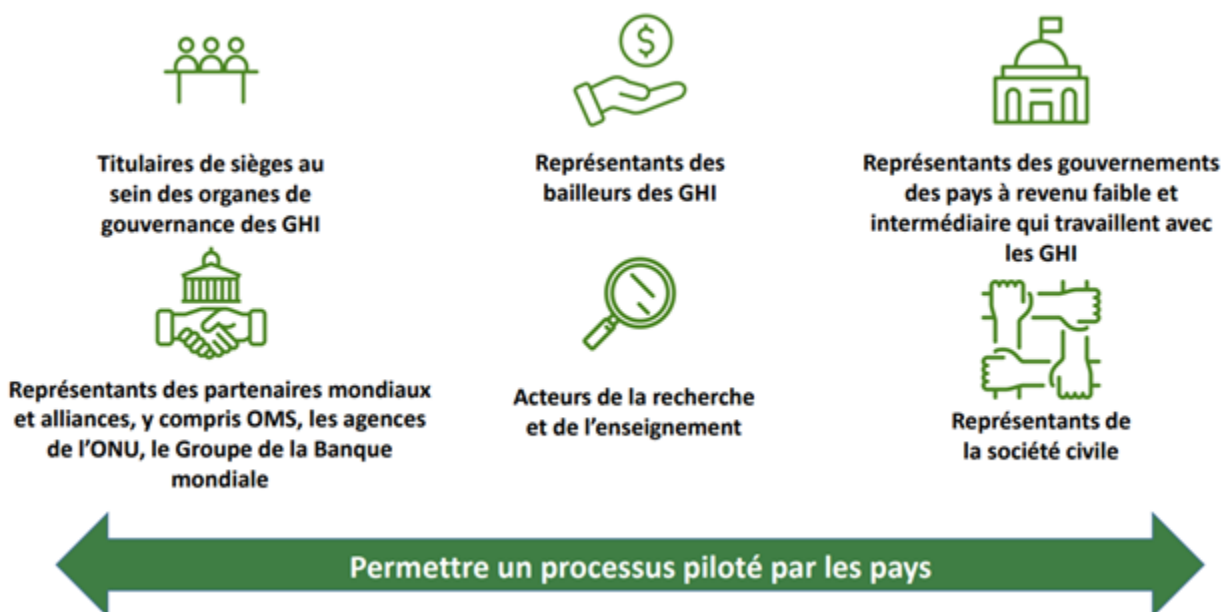 $
Titulaires de sièges au
sein des organes de
gouvernance des GHI
Représentants des
bailleurs des GHI
Représentants des gouvernements
des pays à revenu faible et
intermédiaire qui travaillent avec
les GHI
Représentants des partenaires mondiaux
et alliances, y compris OMS, les agences
de l'ONU, le Groupe de la Banque
mondiale
Acteurs de la recherche
et de l'enseignement
Représentants de
la société civile
Permettre un processus piloté par les pays